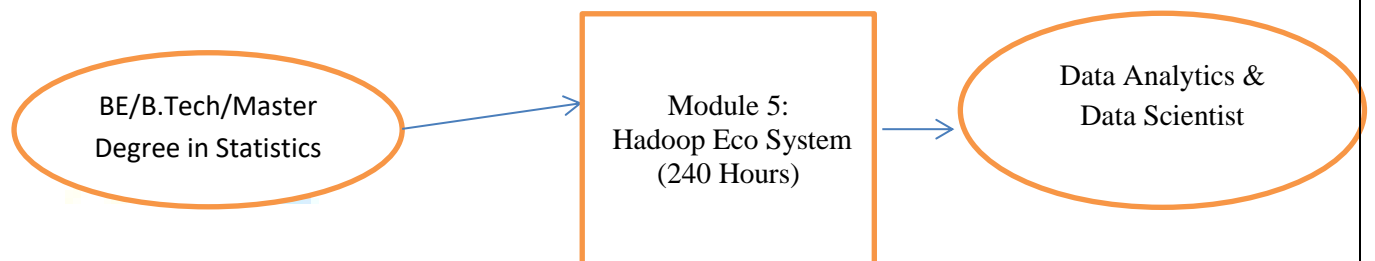 BE/B.Tech/Master
Degree in Statistics
Module 5:
Hadoop Eco System
(240 Hours)
Data Analytics &
Data Scientist